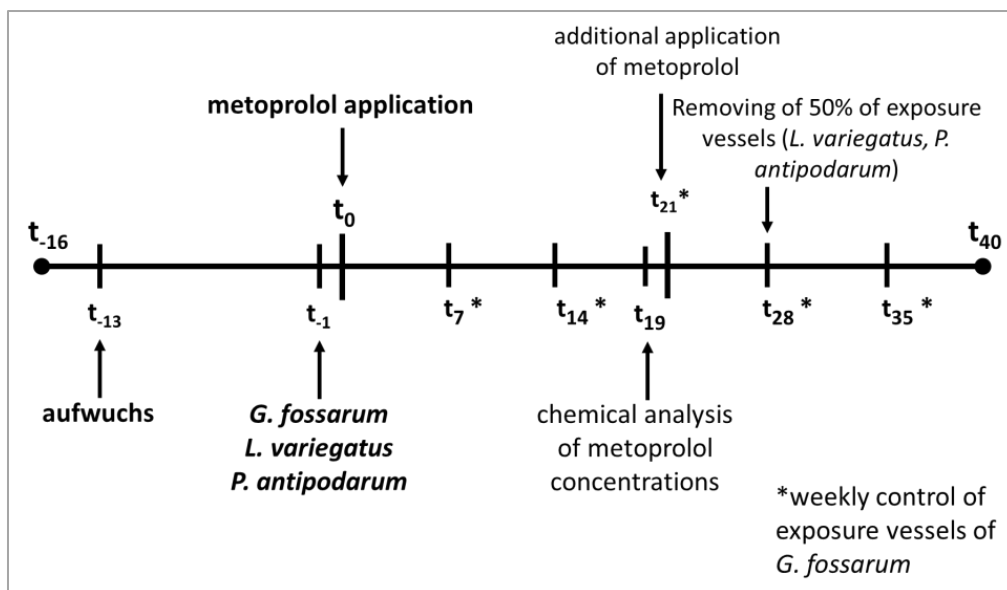 additional application
of metoprolol
metoprolol application
Removing of 50% of exposure
vessels (L. variegatus, P.
antipodarum)
t-16
t0
t21*
t40
t-13
t-1
t7 *
t14 *
t19
t28 *
t35 *
aufwuchs
G. fossarum
L. variegatus
P. antipodarum
chemical analysis
of metoprolol
concentrations
*weekly control of
exposure vessels of
G. fossarum